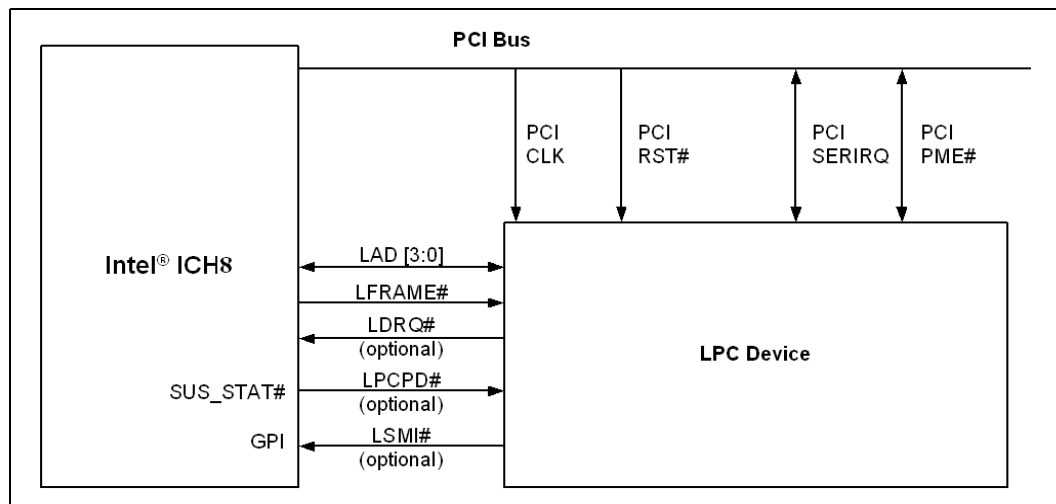 PCI Bus
PCI
CLK
PCI
RST#
PCI
SERIRQ
PCI
PME#
Intel® ICH8
LAD [3:0]
LFRAME#
LDRQ#
(optional)
LPC Device
SUS_STAT#
LPCPD#
(optional)
GPI
LSMI#
(optional)